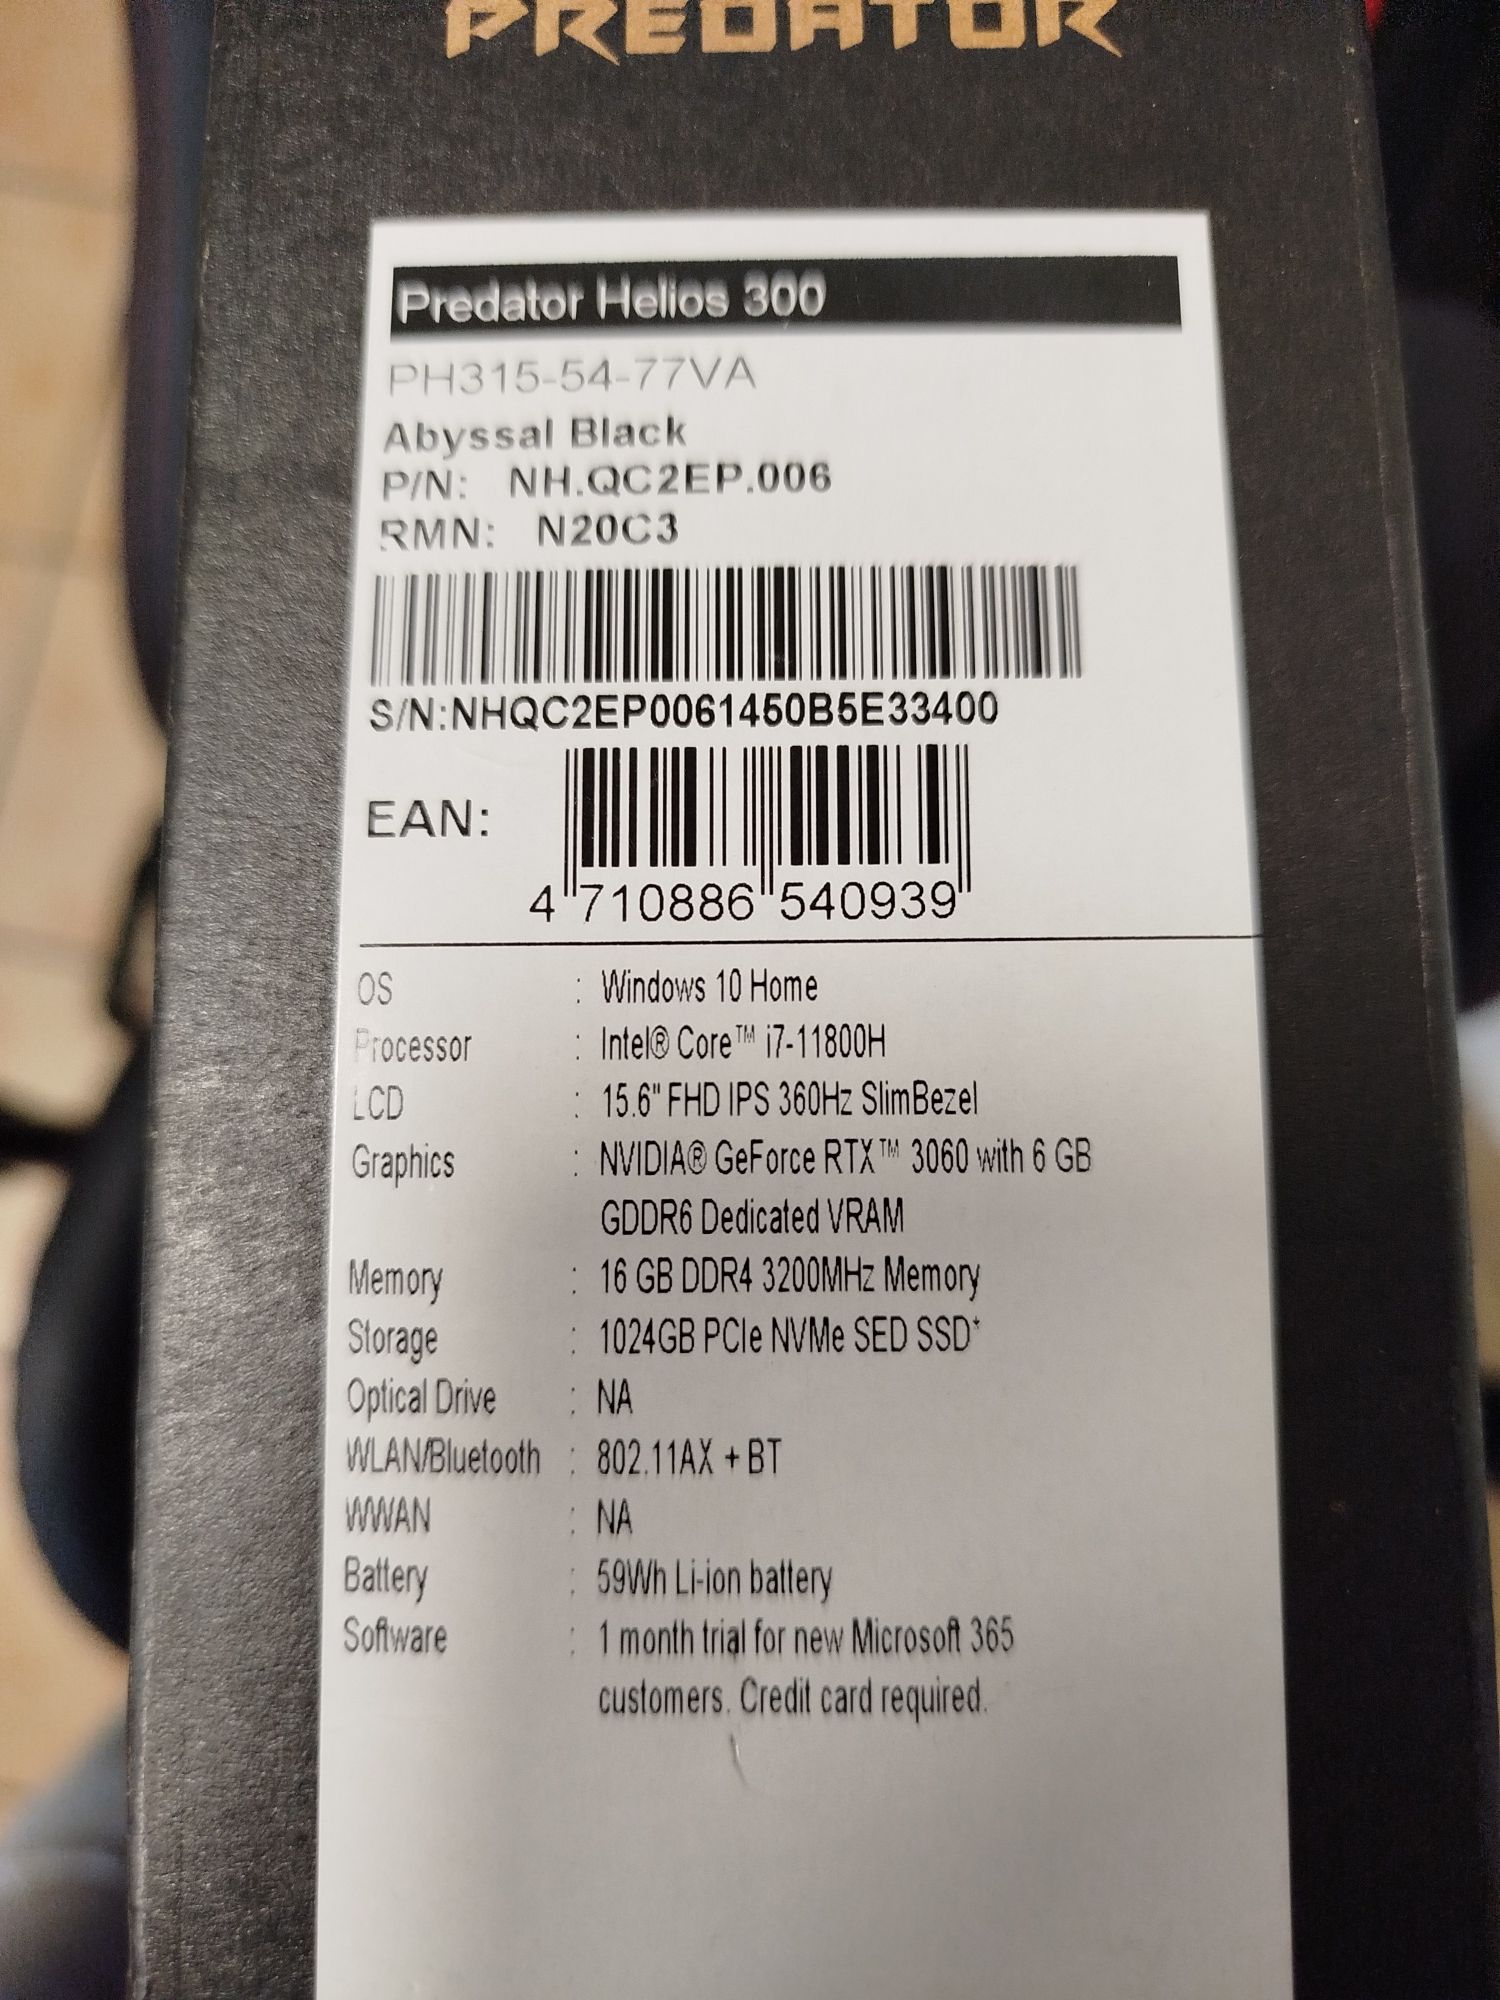 PREDATOR
Predator Helios 300
PH315-54-77VA
Abyssal Black
P/N: NH.QC2EP.006
RMN: N20C3
S/N:NHQC2EP0061450B5E33400
EAN:
4 710886 540939
OS : Windows 10 Home
Processor : Intel® Core™ i7-11800H
LCD : 15.6" FHD IPS 360Hz SlimBezel
Graphics : NVIDIA® GeForce RTX™ 3060 with 6 GB
GDDR6 Dedicated VRAM
Memory : 16 GB DDR4 3200MHz Memory
Storage : 1024GB PCIe NVMe SED SSD*
Optical Drive : NA
WLAN/Bluetooth : 802.11AX + BT
WWAN : NA
Battery : 59Wh Li-ion battery
Software : 1 month trial for new Microsoft 365
customers. Credit card required.